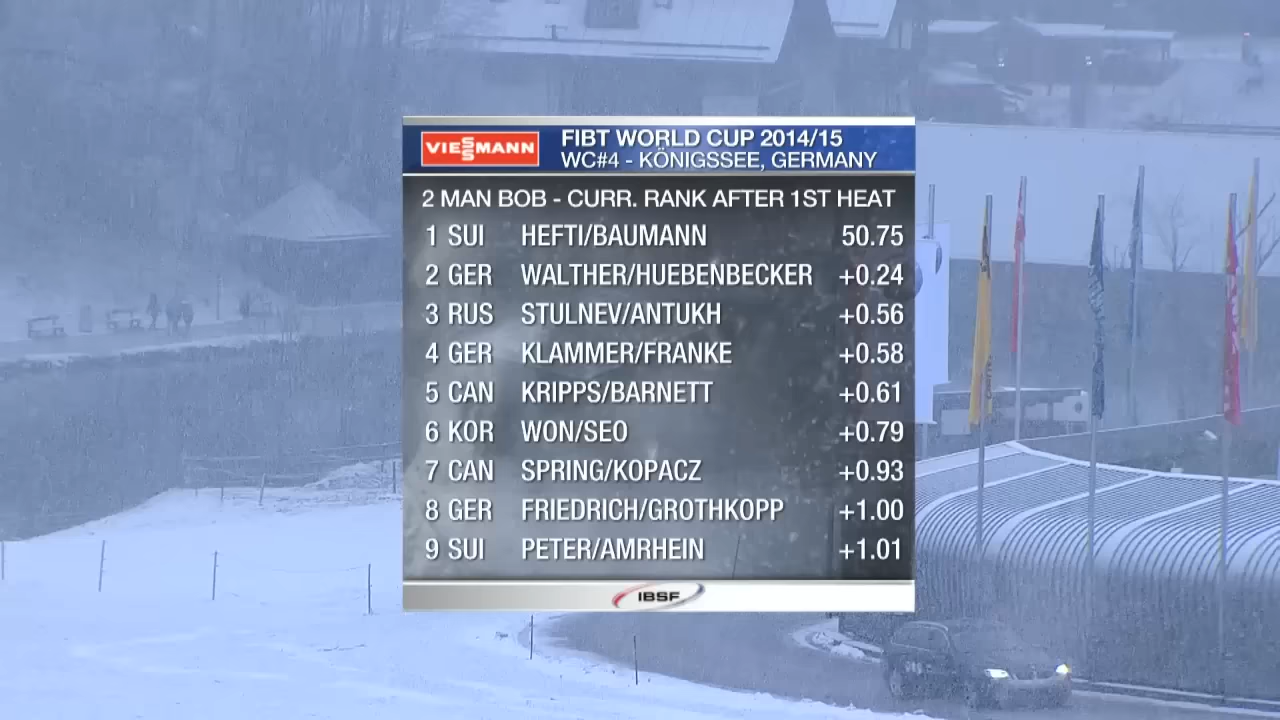 VIESSMANN
FIBT WORLD CUP 2014/15
WC#4 - KÖNIGSSEE, GERMANY
2 MAN BOB - CURR. RANK AFTER 1ST HEAT
1 SUI HEFTI/BAUMANN 50.75
2 GER WALTHER/HUEBENBECKER +0.24
3 RUS STULNEV/ANTUKH +0.56
4 GER KLAMMER/FRANKE +0.58
5 CAN KRIPPS/BARNETT +0.61
6 KOR WON/SEO +0.79
7 CAN SPRING/KOPACZ +0.93
8 GER FRIEDRICH/GROTHKOPP +1.00
9 SUI PETER/AMRHEIN +1.01
IBSF